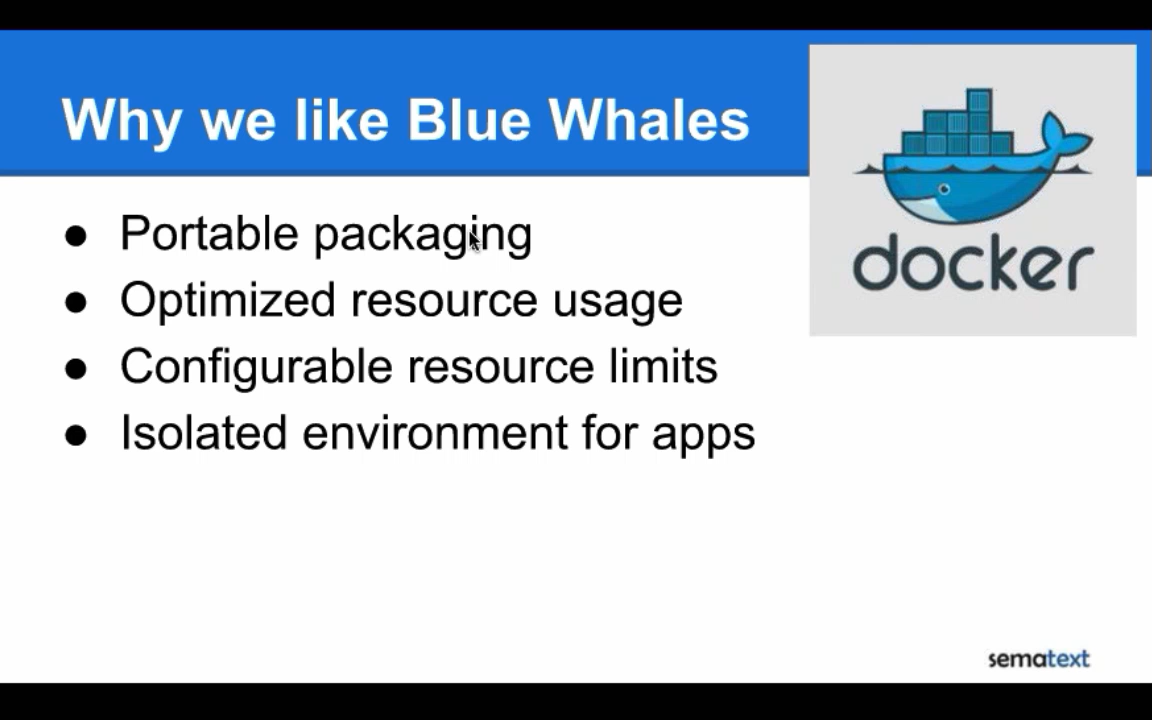 Why we like Blue Whales
docker
● Portable packaging
● Optimized resource usage
● Configurable resource limits
● Isolated environment for apps
sematext